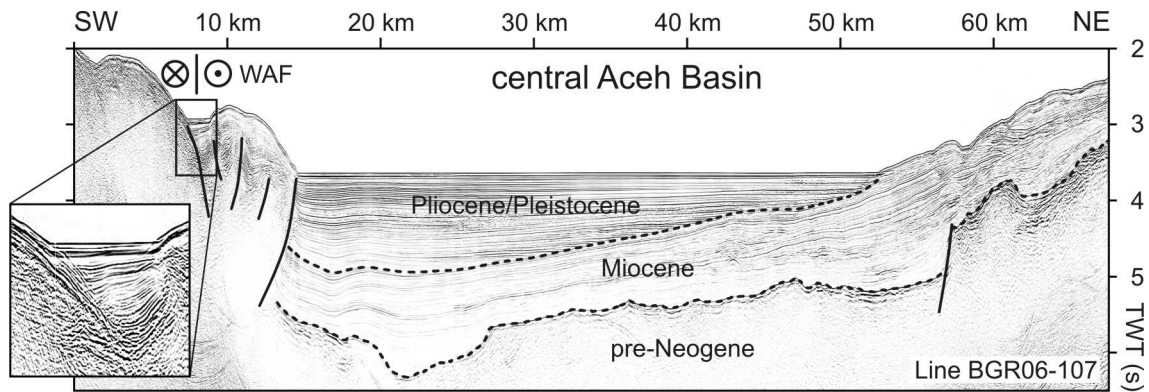 SW 10 km 20 km 30 km 40 km 50 km 60 km NE
2
WAF central Aceh Basin
3
Pliocene/Pleistocene 4
Miocene
5
pre-Neogene
TWT (s)
Line BGR06-107